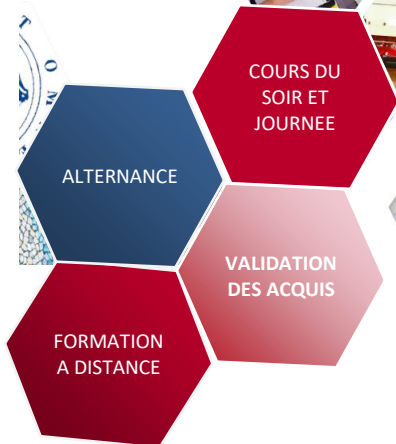 COURS DU
SOIR ET
JOURNEE
ALTERNANCE
VALIDATION
DES ACQUIS
FORMATION
A DISTANCE